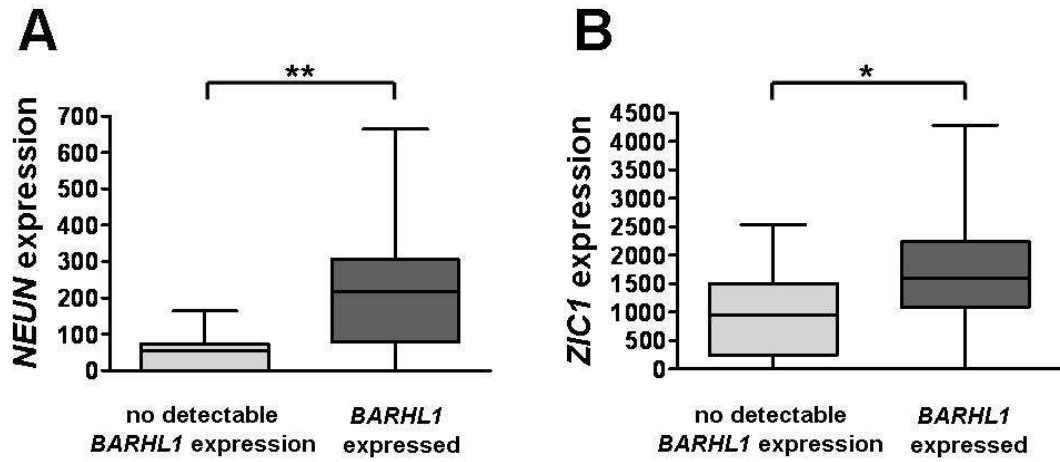 A
**
NEUN expression
700
600
500
400
300
200
100
0
no detectable
BARHL1 expression
BARHL1
expressed
B
*
ZIC1 expression
4500
4000
3500
3000
2500
2000
1500
1000
500
0
no detectable
BARHL1 expression
BARHL1
expressed